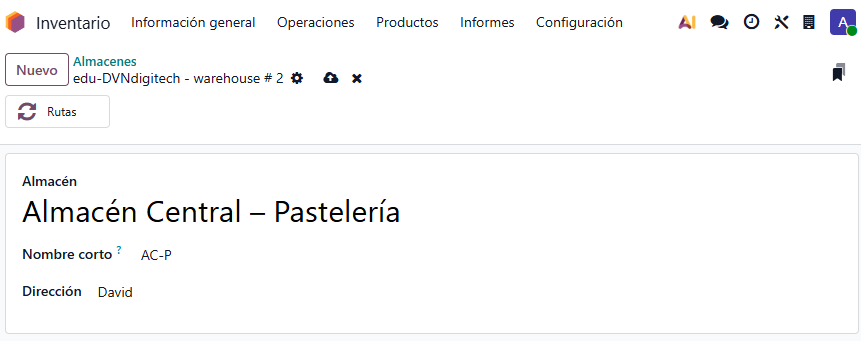 Inventario Información general Operaciones Productos Informes Configuración AI A
Nuevo Almacenes
edu-DVNdigitech - warehouse # 2
Rutas
Almacén
Almacén Central – Pastelería
Nombre corto ? AC-P
Dirección David